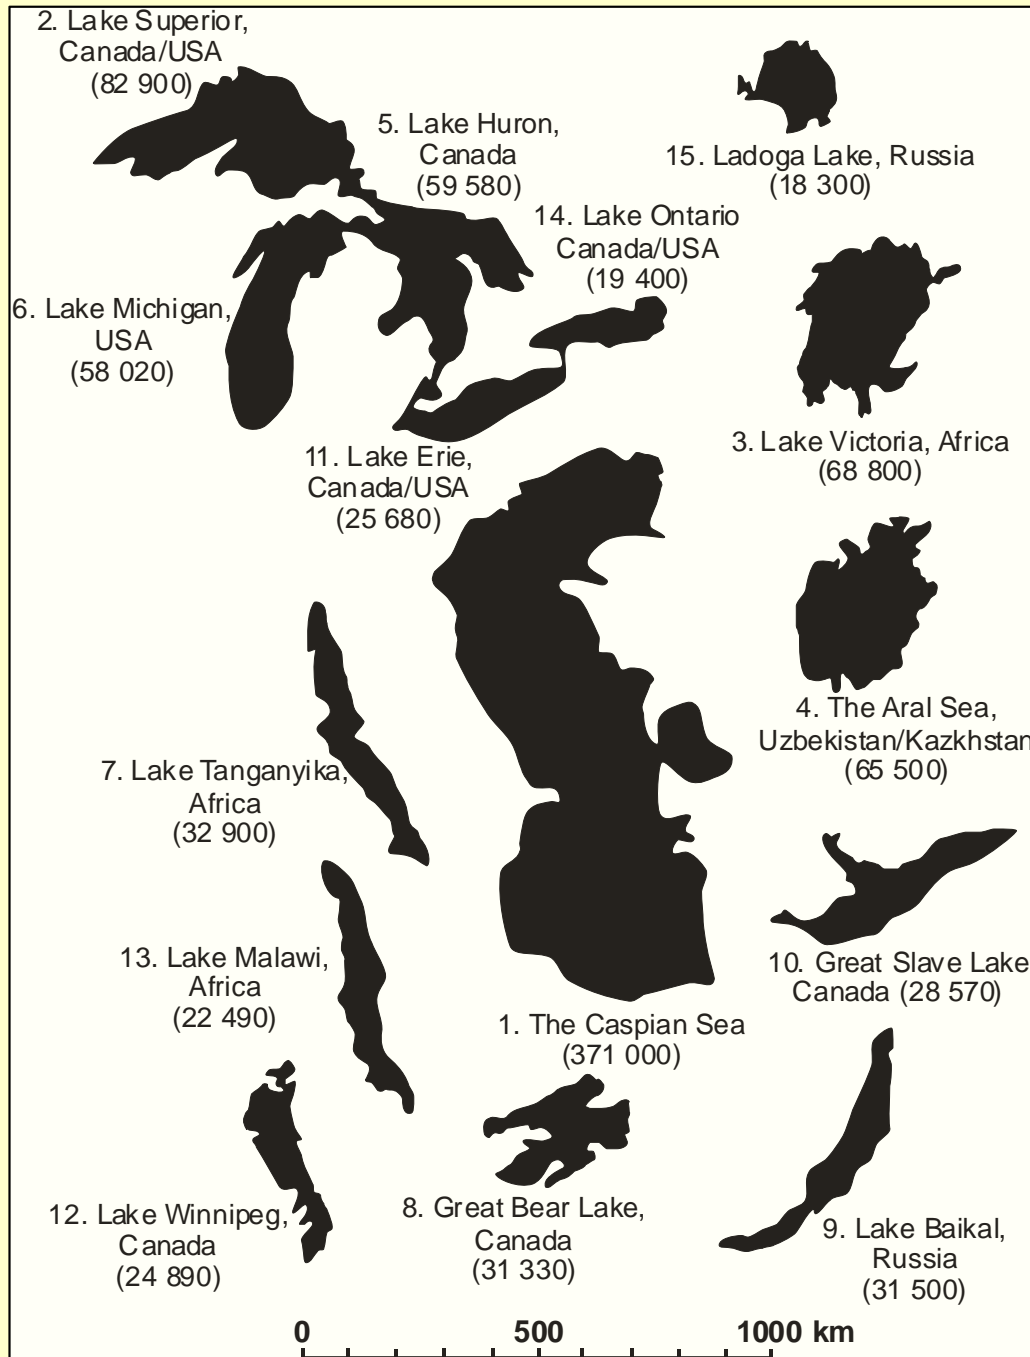 2. Lake Superior,
Canada/USA
(82 900)
5. Lake Huron,
Canada
(59 580)
15. Ladoga Lake, Russia
(18 300)
14. Lake Ontario
Canada/USA
(19 400)
6. Lake Michigan,
USA
(58 020)
3. Lake Victoria, Africa
(68 800)
11. Lake Erie,
Canada/USA
(25 680)
4. The Aral Sea,
Uzbekistan/Kazkhstan
(65 500)
7. Lake Tanganyika,
Africa
(32 900)
13. Lake Malawi,
Africa
(22 490)
10. Great Slave Lake
Canada (28 570)
1. The Caspian Sea
(371 000)
12. Lake Winnipeg,
Canada
(24 890)
8. Great Bear Lake,
Canada
(31 330)
9. Lake Baikal,
Russia
(31 500)
0 500 1000 km